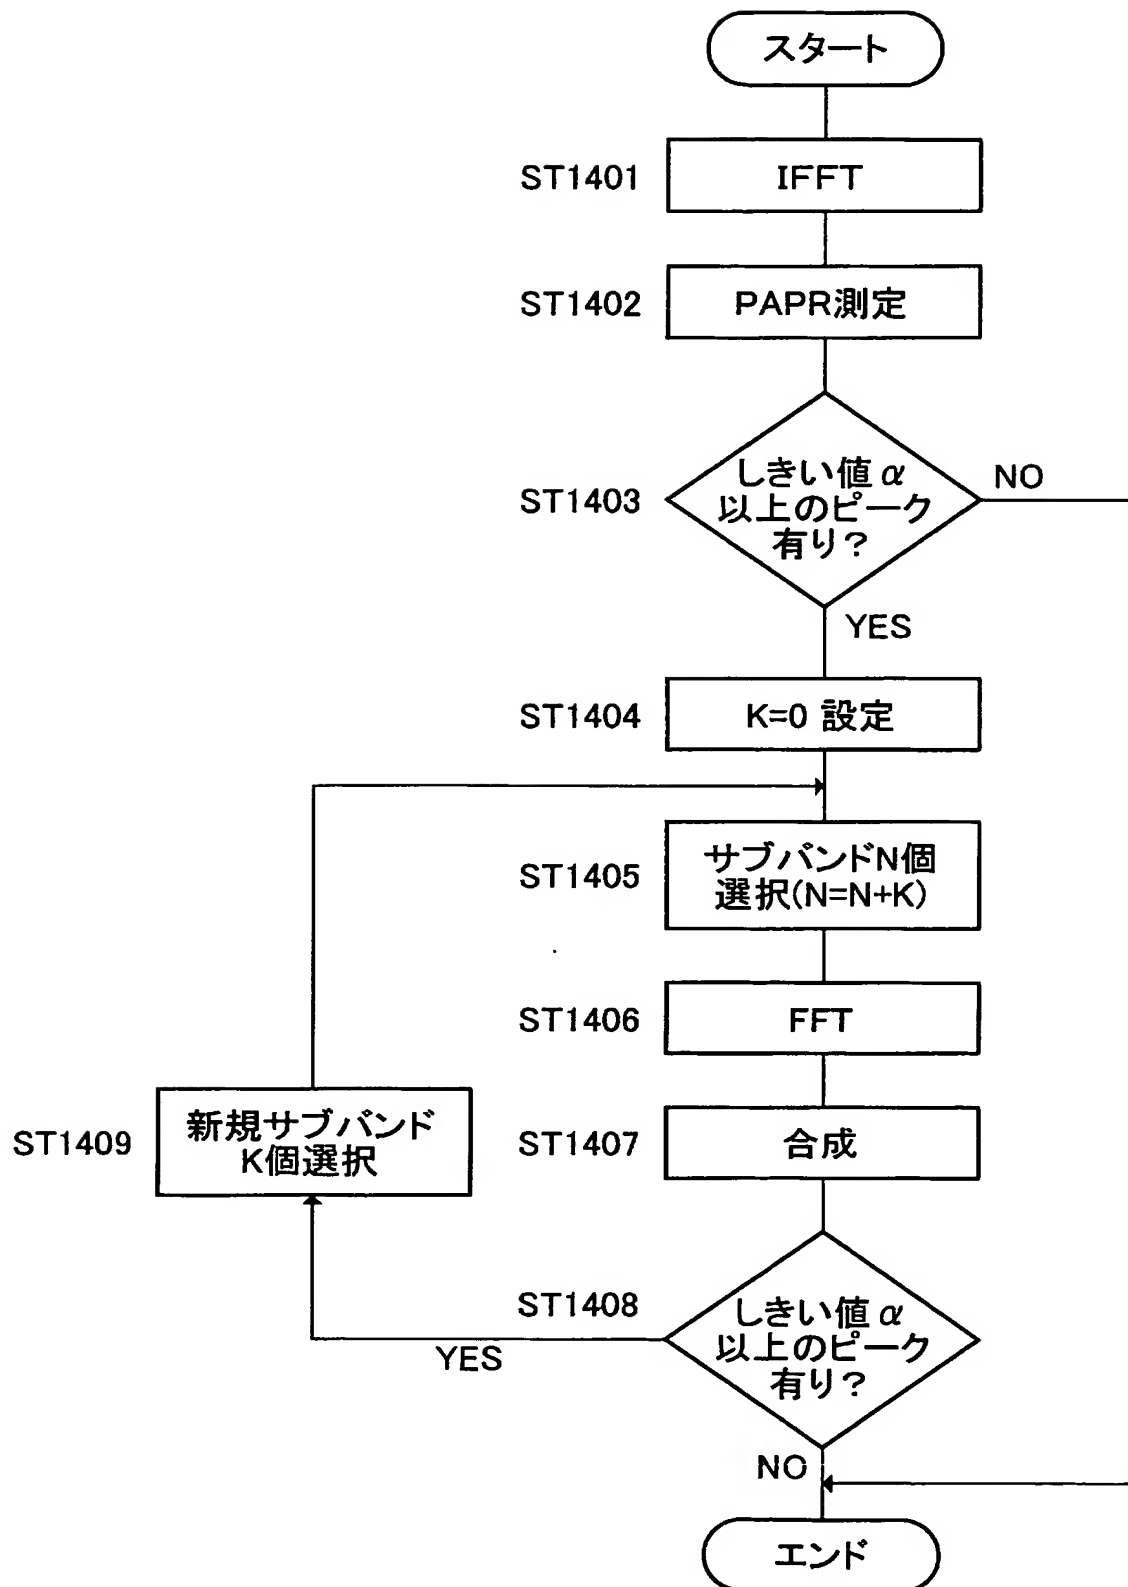 スタート
ST1401
IFFT
ST1402
PAPR測定
ST1403
しきい値α
以上のピーク
有り?
NO
YES
ST1404
K=0 設定
ST1405
サブバンドN個
選択(N=N+K)
ST1406
FFT
ST1409
新規サブバンド
K個選択
ST1407
合成
ST1408
しきい値α
以上のピーク
有り?
YES
NO
エンド